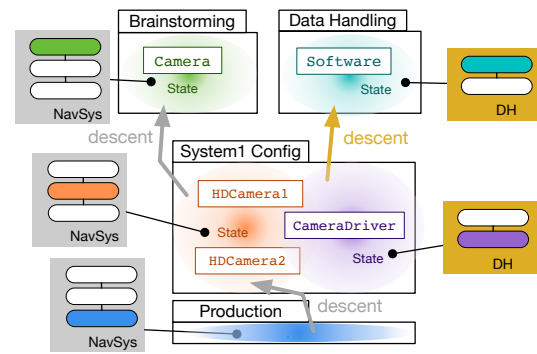 Brainstorming
Data Handling
Camera
State
Software
State
NavSys
DH
descent
descent
System1 Config
HDCamera1
CameraDriver
State
HDCamera2
State
NavSys
DH
descent
Production
NavSys